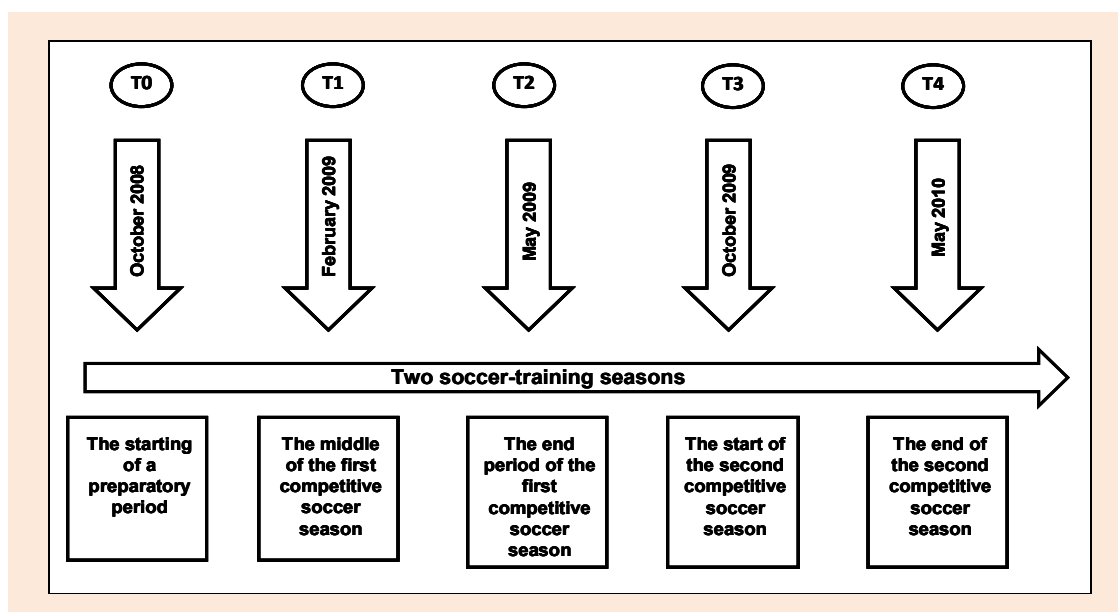 T0
T1
T2
T3
T4
October 2008
February 2009
May 2009
October 2009
May 2010
Two soccer-training seasons
The starting
of a
preparatory
period
The middle
of the first
competitive
soccer
season
The end
period of the
first
competitive
soccer
season
The start of
the second
competitive
soccer
season
The end of
the second
competitive
soccer
season